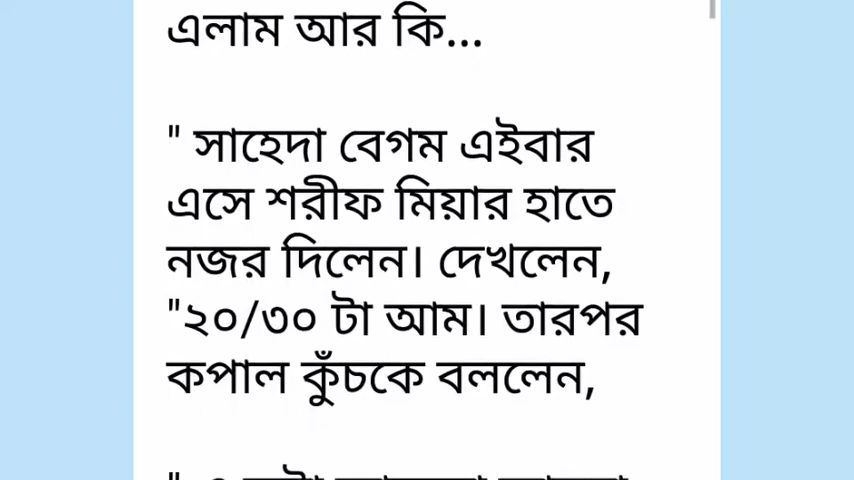 এলাম আর কি...
" সাহেদা বেগম এইবার
এসে শরীফ মিয়ার হাতে
নজর দিলেন। দেখলেন,
"২০/৩০ টা আম। তারপর
কপাল কুঁচকে বললেন,